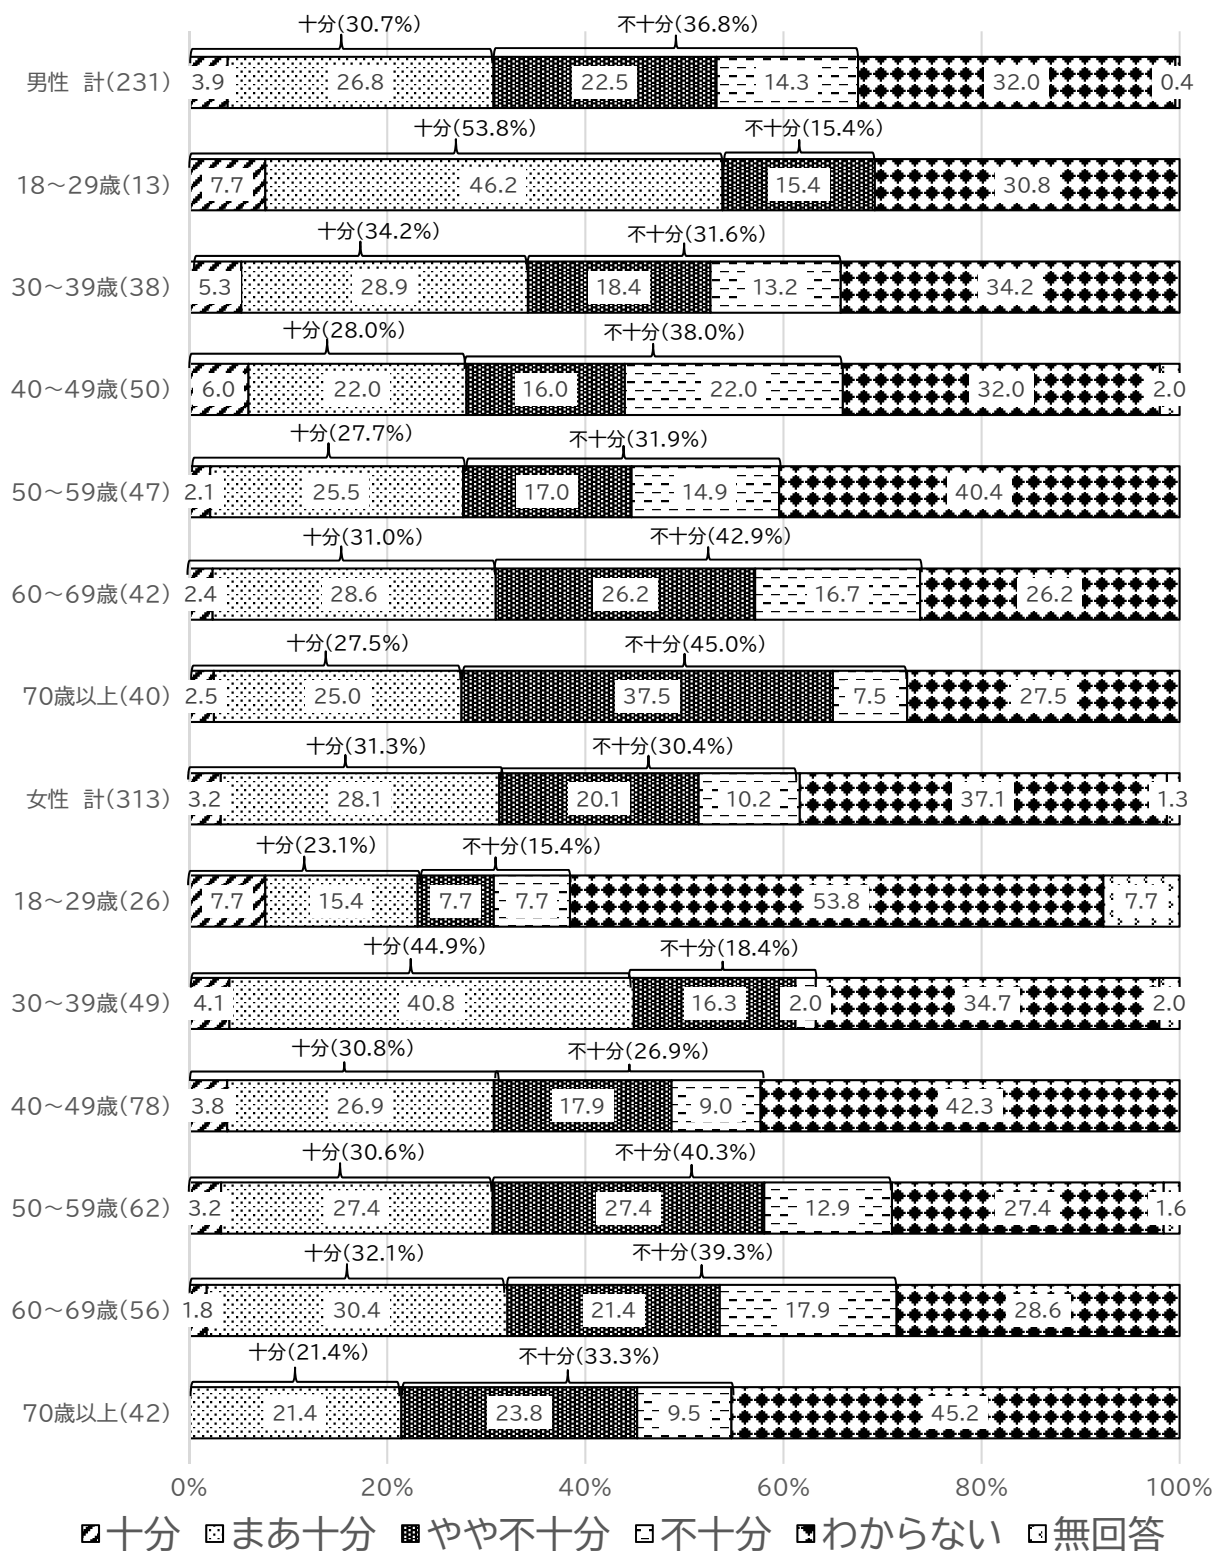 十分(30.7%) 不十分(36.8%)
男性 計(231) 3.9 26.8 22.5 14.3 32.0 0.4
十分(53.8%) 不十分(15.4%)
18～29歳(13) 7.7 46.2 15.4 30.8
十分(34.2%) 不十分(31.6%)
30～39歳(38) 5.3 28.9 18.4 13.2 34.2
十分(28.0%) 不十分(38.0%)
40～49歳(50) 6.0 22.0 16.0 22.0 32.0 2.0
十分(27.7%) 不十分(31.9%)
50～59歳(47) 2.1 25.5 17.0 14.9 40.4
十分(31.0%) 不十分(42.9%)
60～69歳(42) 2.4 28.6 26.2 16.7 26.2
十分(27.5%) 不十分(45.0%)
70歳以上(40) 2.5 25.0 37.5 7.5 27.5
十分(31.3%) 不十分(30.4%)
女性 計(313) 3.2 28.1 20.1 10.2 37.1 1.3
十分(23.1%) 不十分(15.4%)
18～29歳(26) 7.7 15.4 7.7 7.7 53.8 7.7
十分(44.9%) 不十分(18.4%)
30～39歳(49) 4.1 40.8 16.3 2.0 34.7 2.0
十分(30.8%) 不十分(26.9%)
40～49歳(78) 3.8 26.9 17.9 9.0 42.3
十分(30.6%) 不十分(40.3%)
50～59歳(62) 3.2 27.4 27.4 12.9 27.4 1.6
十分(32.1%) 不十分(39.3%)
60～69歳(56) 1.8 30.4 21.4 17.9 28.6
十分(21.4%) 不十分(33.3%)
70歳以上(42) 21.4 23.8 9.5 45.2
0% 20% 40% 60% 80% 100%
十分 まあ十分 やや不十分 不十分 わからない 無回答